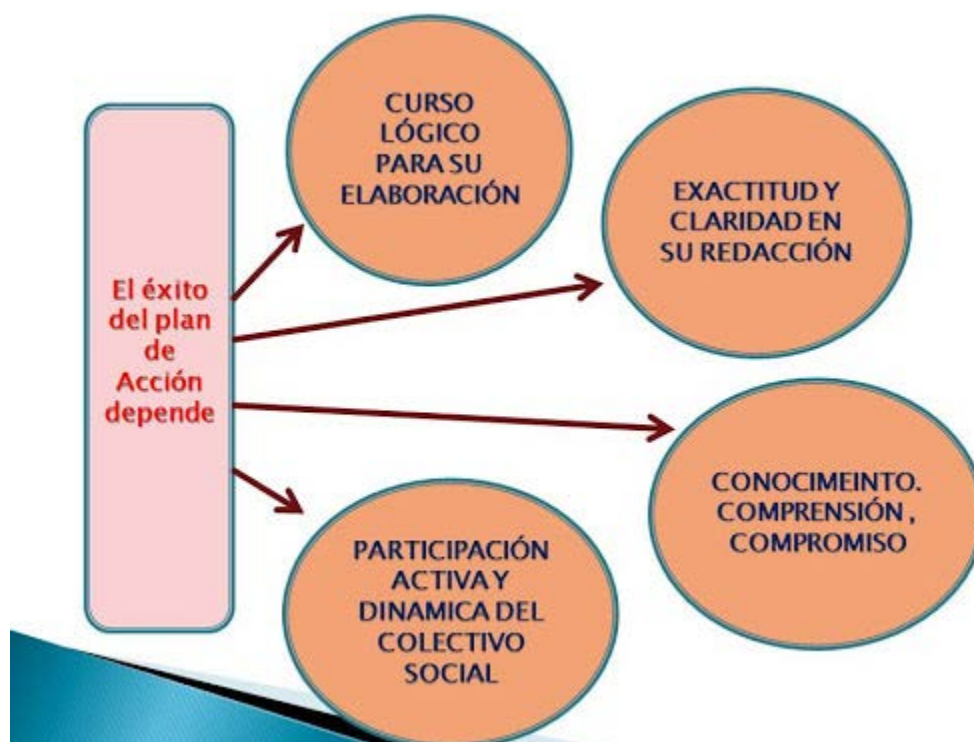 El éxito
del plan
de
Acción
depende
CURSO
LÓGICO
PARA SU
ELABORACIÓN
EXACTITUD Y
CLARIDAD EN
SU REDACCIÓN
CONOCIMEINTO.
COMPRENSIÓN ,
COMPROMISO
PARTICIPACIÓN
ACTIVA Y
DINAMICA DEL
COLECTIVO
SOCIAL